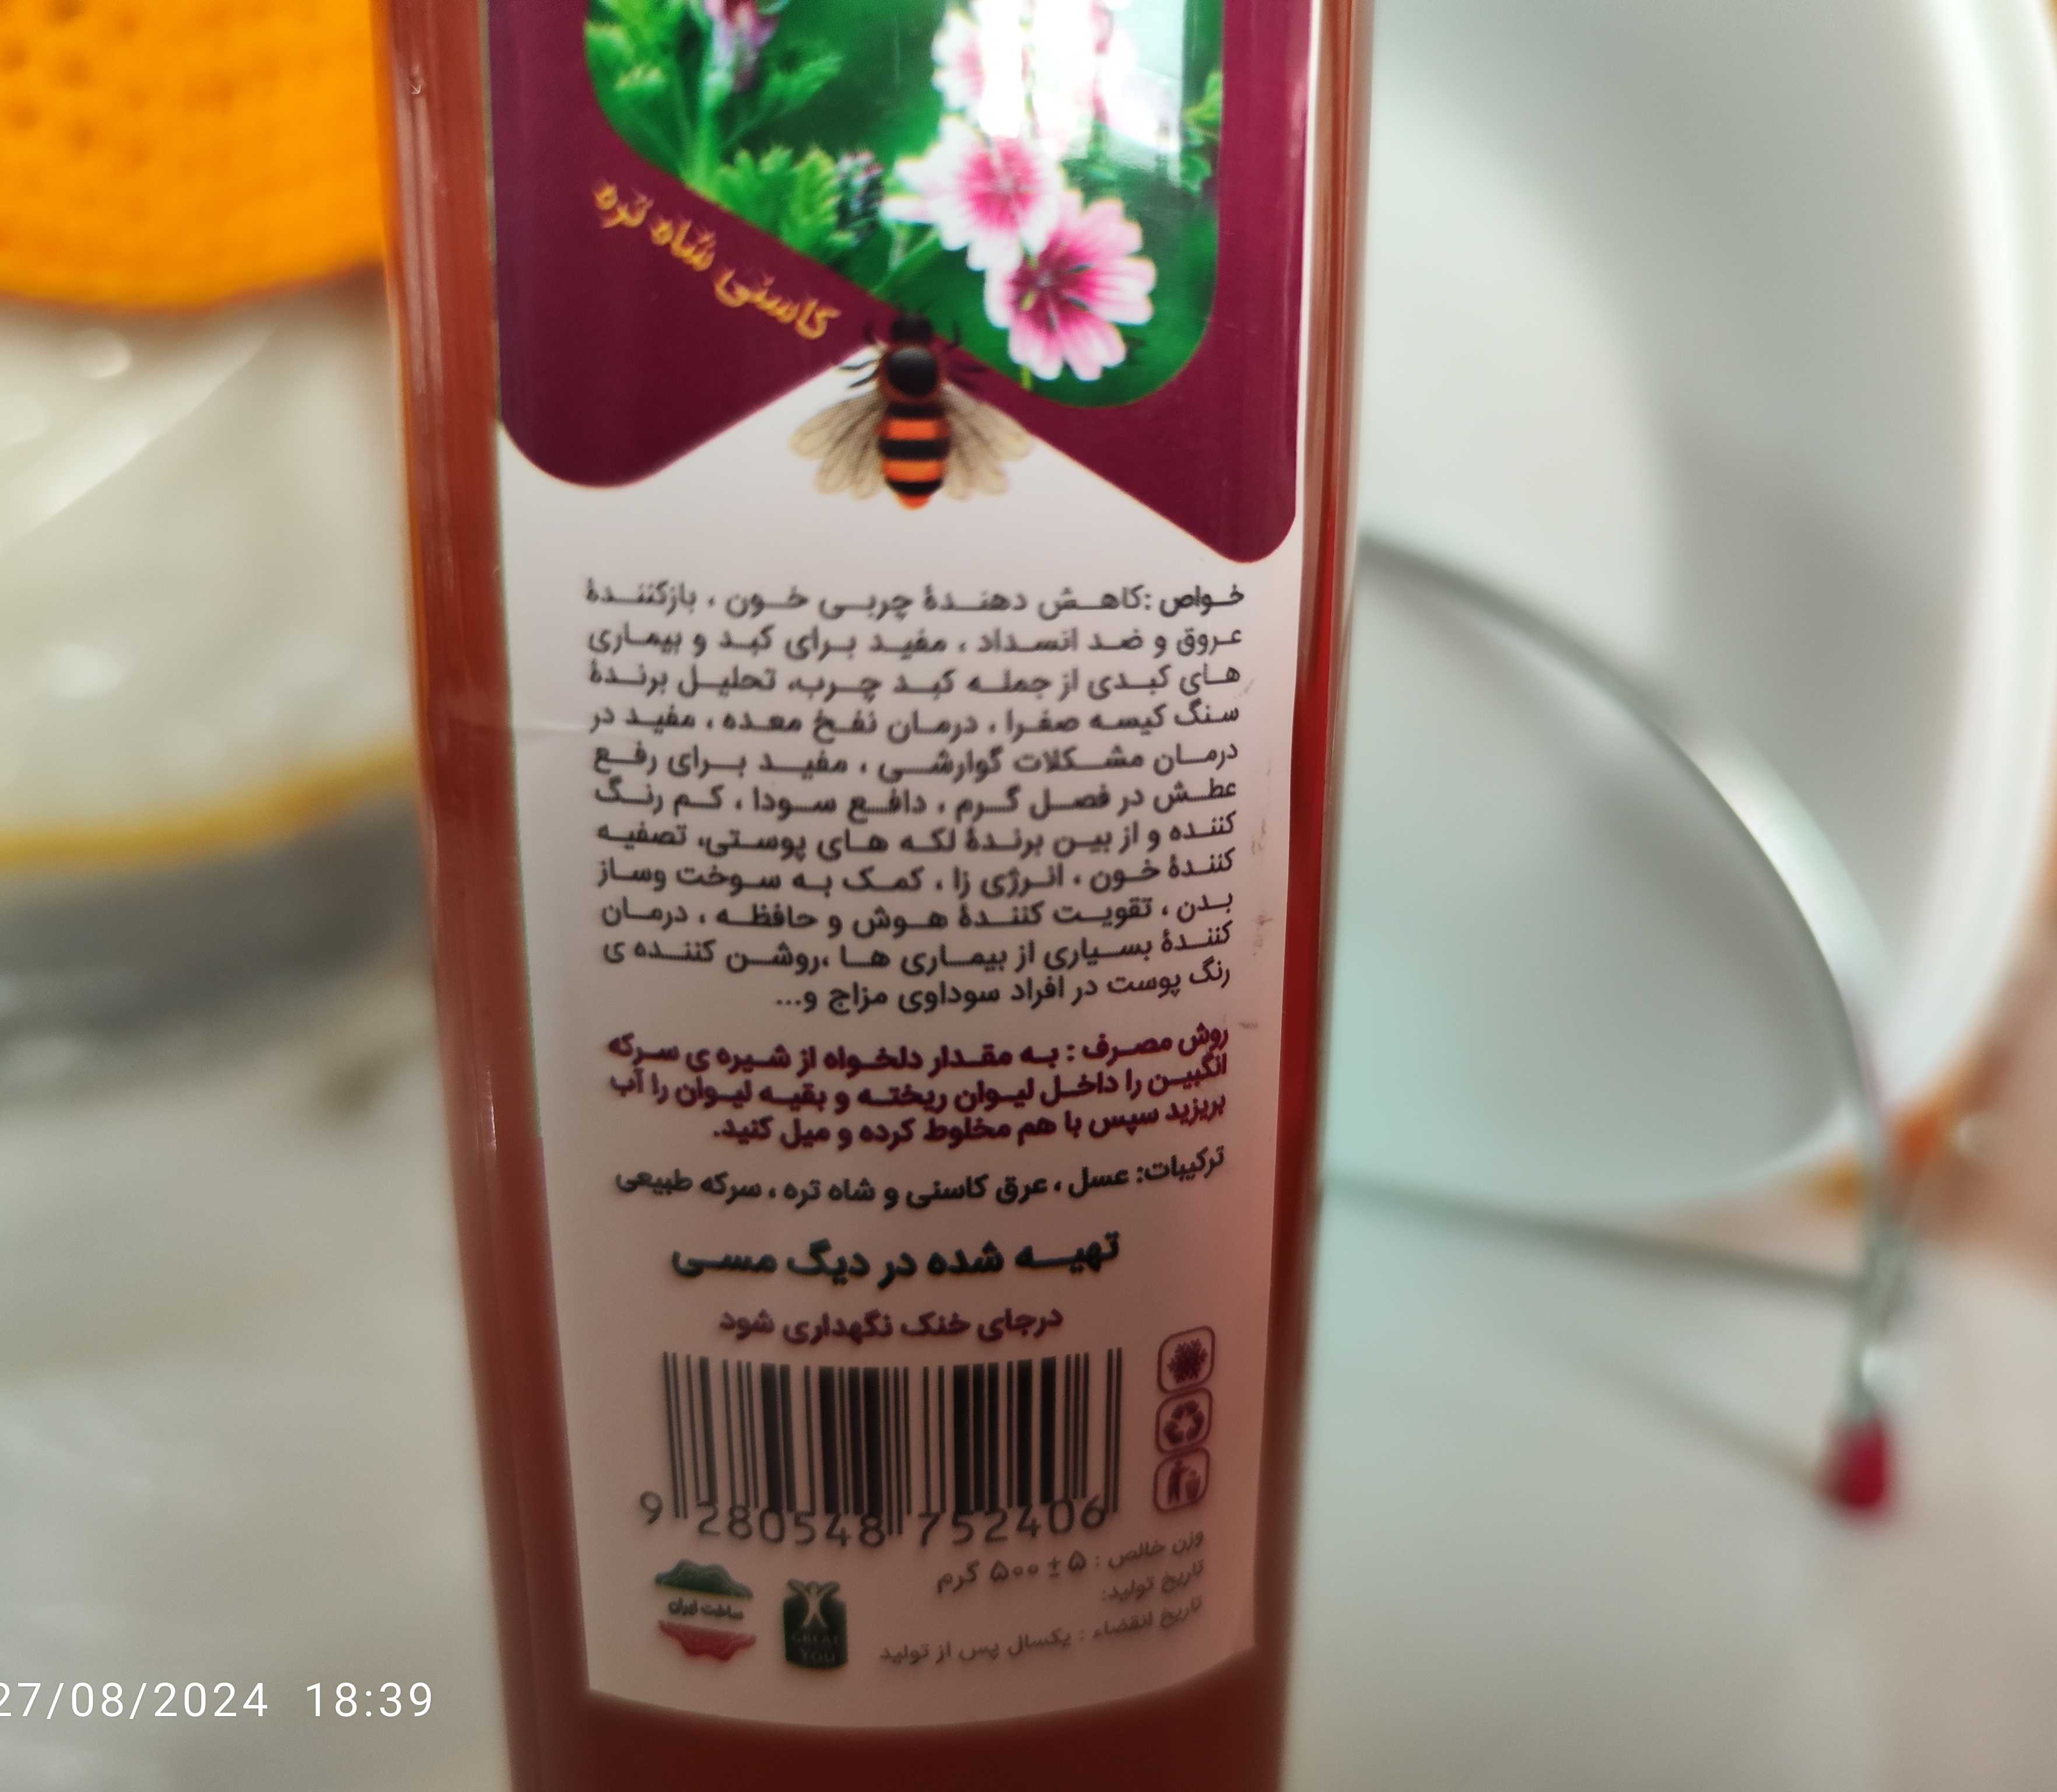 کاسنی شاه تره
خواص :کاهش دهندهٔ چربی خون ، بازکنندهٔ
عروق و ضد انسداد ، مفید برای کبد و بیماری
های کبدی از جمله کبد چرب، تحلیل برندهٔ
سنگ کیسه صفرا ، درمان نفخ معده ، مفید در
درمان مشکلات گوارشی ، مفید برای رفع
عطش در فصل گرم ، دافع سودا ، کم رنگ
کننده و از بین برندهٔ لکه های پوستی، تصفیه
کنندهٔ خون ، انرژی زا ، کمک به سوخت وساز
بدن ، تقویت کنندهٔ هوش و حافظه ، درمان
کنندهٔ بسیاری از بیماری ها ،روشن کننده ی
رنگ پوست در افراد سوداوی مزاج و...
روش مصرف : به مقدار دلخواه از شیره ی سرکه
انگبین را داخل لیوان ریخته و بقیه لیوان را آب
بریزید سپس با هم مخلوط کرده و میل کنید.
ترکیبات: عسل ، عرق کاسنی و شاه تره ، سرکه طبیعی
تهیه شده در دیگ مسی
درجای خنک نگهداری شود
9 280548 752406
وزن خالص : ۵ ± ۵۰۰ گرم
تاریخ تولید:
تاریخ انقضاء : یکسال پس از تولید
ساخت ایران
GREAT
YOU
27/08/2024 18:39